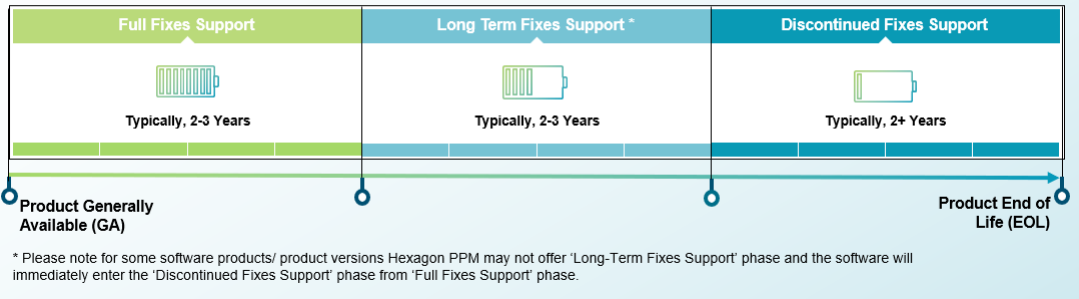 Full Fixes Support
Long Term Fixes Support *
Discontinued Fixes Support
Typically, 2-3 Years
Typically, 2-3 Years
Typically, 2+ Years
Product Generally
Available (GA)
Product End of
Life (EOL)
* Please note for some software products/ product versions Hexagon PPM may not offer ‘Long-Term Fixes Support’ phase and the software will
immediately enter the ‘Discontinued Fixes Support’ phase from ‘Full Fixes Support’ phase.